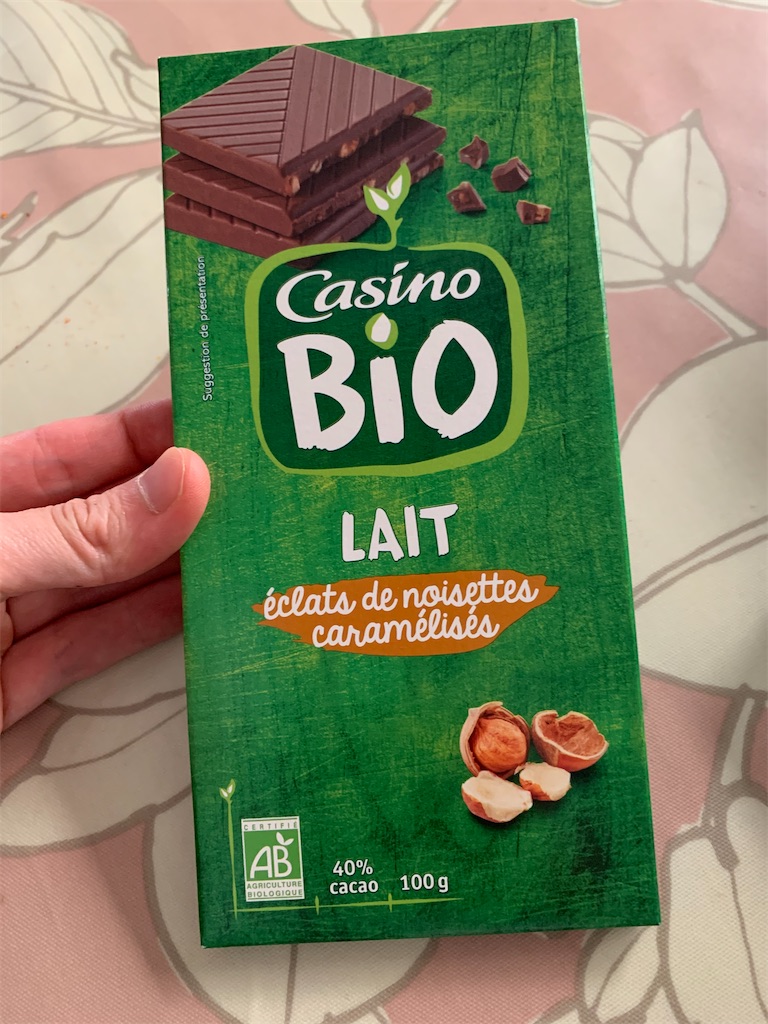 Suggestion de présentation
Casino
BiO
LAIT
éclats de noisettes
caramélisés
CERTIFIÉ
AB
AGRICULTURE
BIOLOGIQUE
40%
cacao
100 g